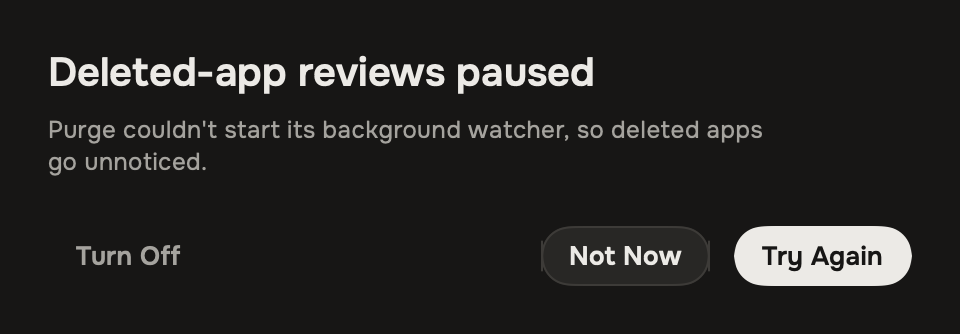 Deleted-app reviews paused
Purge couldn't start its background watcher, so deleted apps
go unnoticed.
Turn Off
Not Now
Try Again